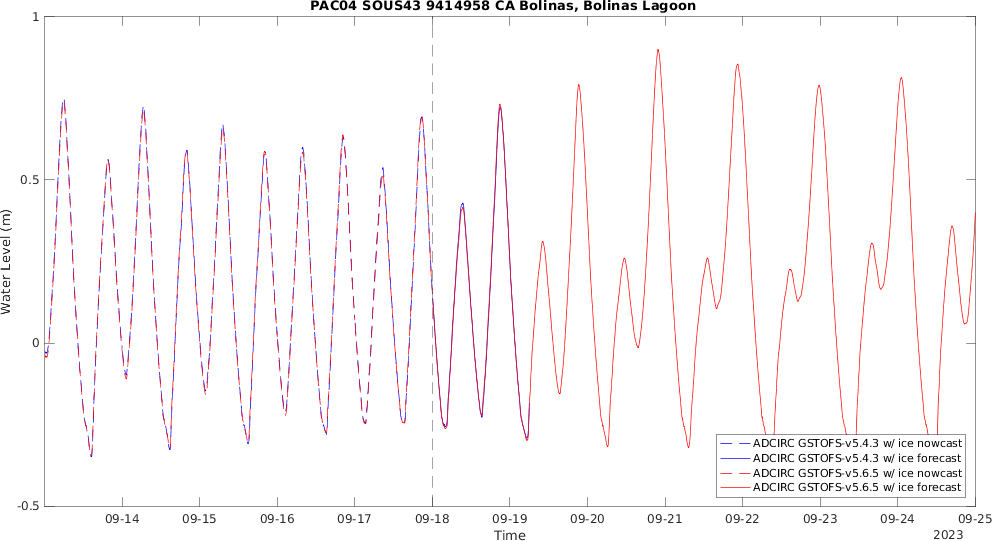 PAC04 SOUS43 9414958 CA Bolinas, Bolinas Lagoon
1
0.5
0
-0.5
Water Level (m)
ADCIRC GSTOFS-v5.4.3 w/ ice nowcast
ADCIRC GSTOFS-v5.4.3 w/ ice forecast
ADCIRC GSTOFS-v5.6.5 w/ ice nowcast
ADCIRC GSTOFS-v5.6.5 w/ ice forecast
09-14 09-15 09-16 09-17 09-18 09-19 09-20 09-21 09-22 09-23 09-24 09-25
Time
2023